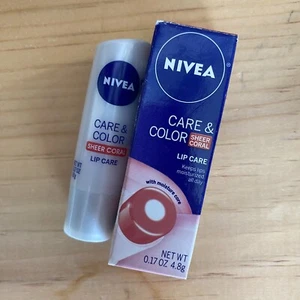 NIVEA
CARE &
COLOR
SHEER CORAL
LIP CARE
NIVEA
CARE &
COLOR SHEER
CORAL
LIP CARE
Keeps lips
moisturized
all day
with moisture core
NET WT
0.17 OZ 4.8g